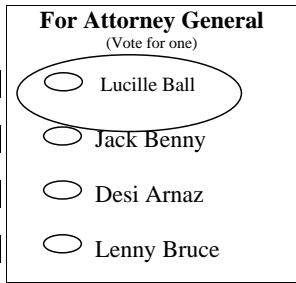 For Attorney General
(Vote for one)
Lucille Ball
Jack Benny
Desi Arnaz
Lenny Bruce